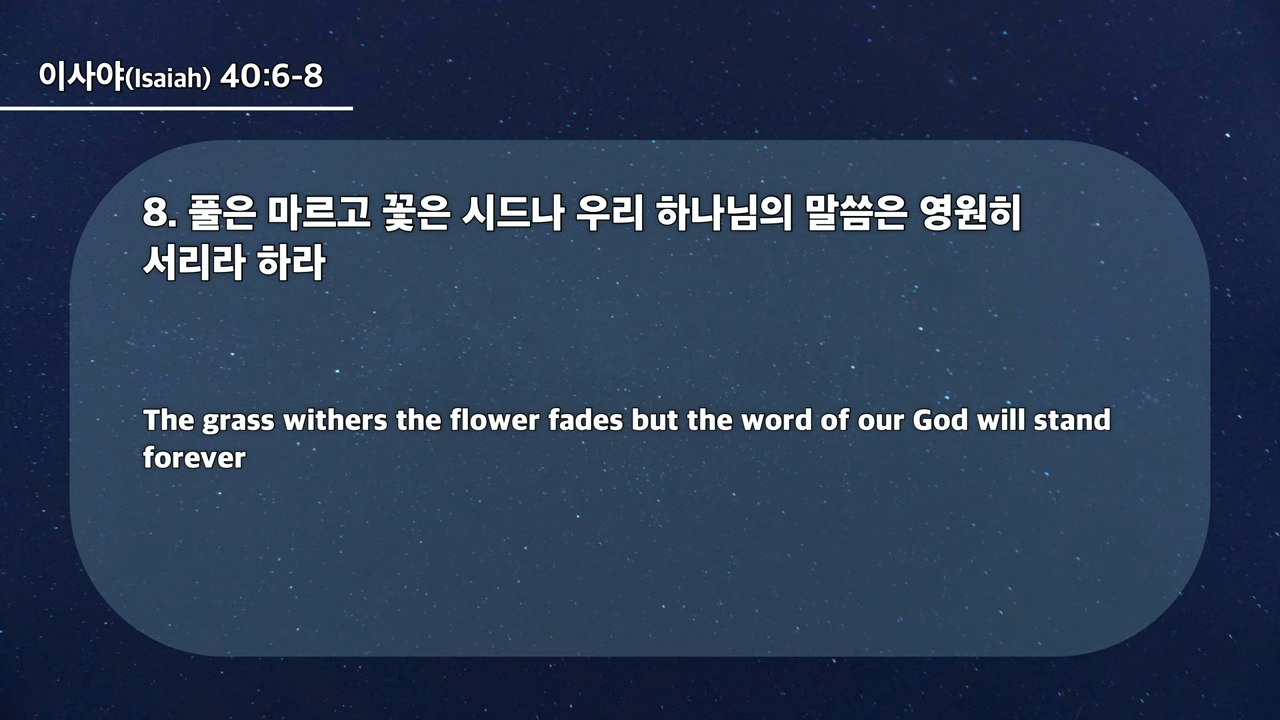 이사야(Isaiah) 40:6-8
8. 풀은 마르고 꽃은 시드나 우리 하나님의 말씀은 영원히
서리라 하라
The grass withers the flower fades but the word of our God will stand
forever